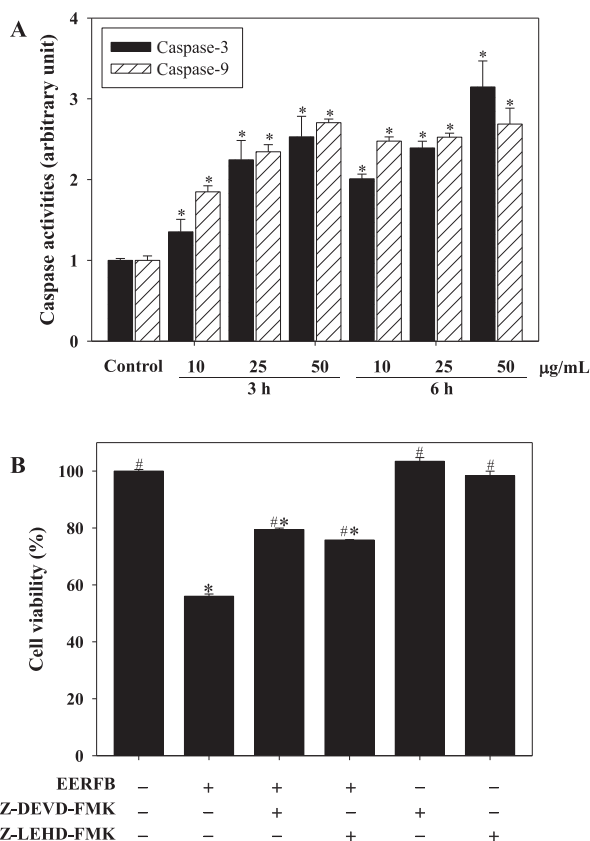 A
Caspase activities (arbitrary unit)
4
3
2
1
0
Caspase-3
Caspase-9
* * * * * * * * * * * *
Control 10 25 50 10 25 50 μg/mL
3 h 6 h
B
Cell viability (%)
100
80
60
40
20
0
# * #* #* # #
EERFB – + + + – –
Z-DEVD-FMK – – + – + –
Z-LEHD-FMK – – – + – +